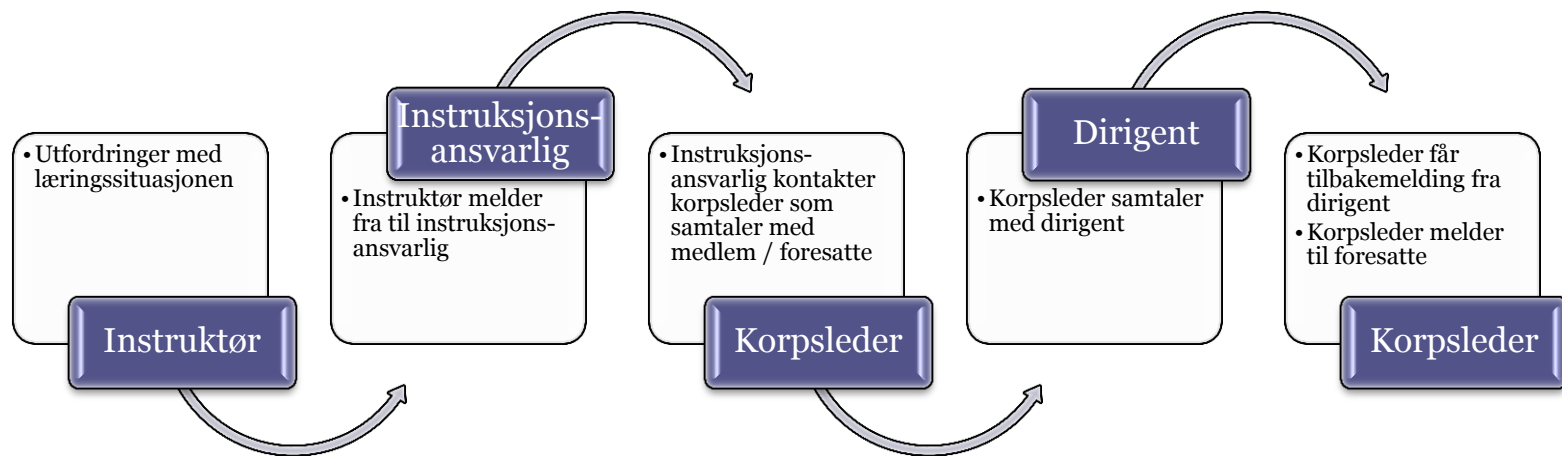 • Utfordringer med
læringssituasjonen
Instruktør
Instruksjons-
ansvarlig
• Instruktør melder
fra til instruksjons-
ansvarlig
• Instruksjons-
ansvarlig kontakter
korpsleder som
samtaler med
medlem / foresatte
Korpsleder
Dirigent
• Korpsleder samtaler
med dirigent
• Korpsleder får
tilbakemelding fra
dirigent
• Korpsleder melder
til foresatte
Korpsleder